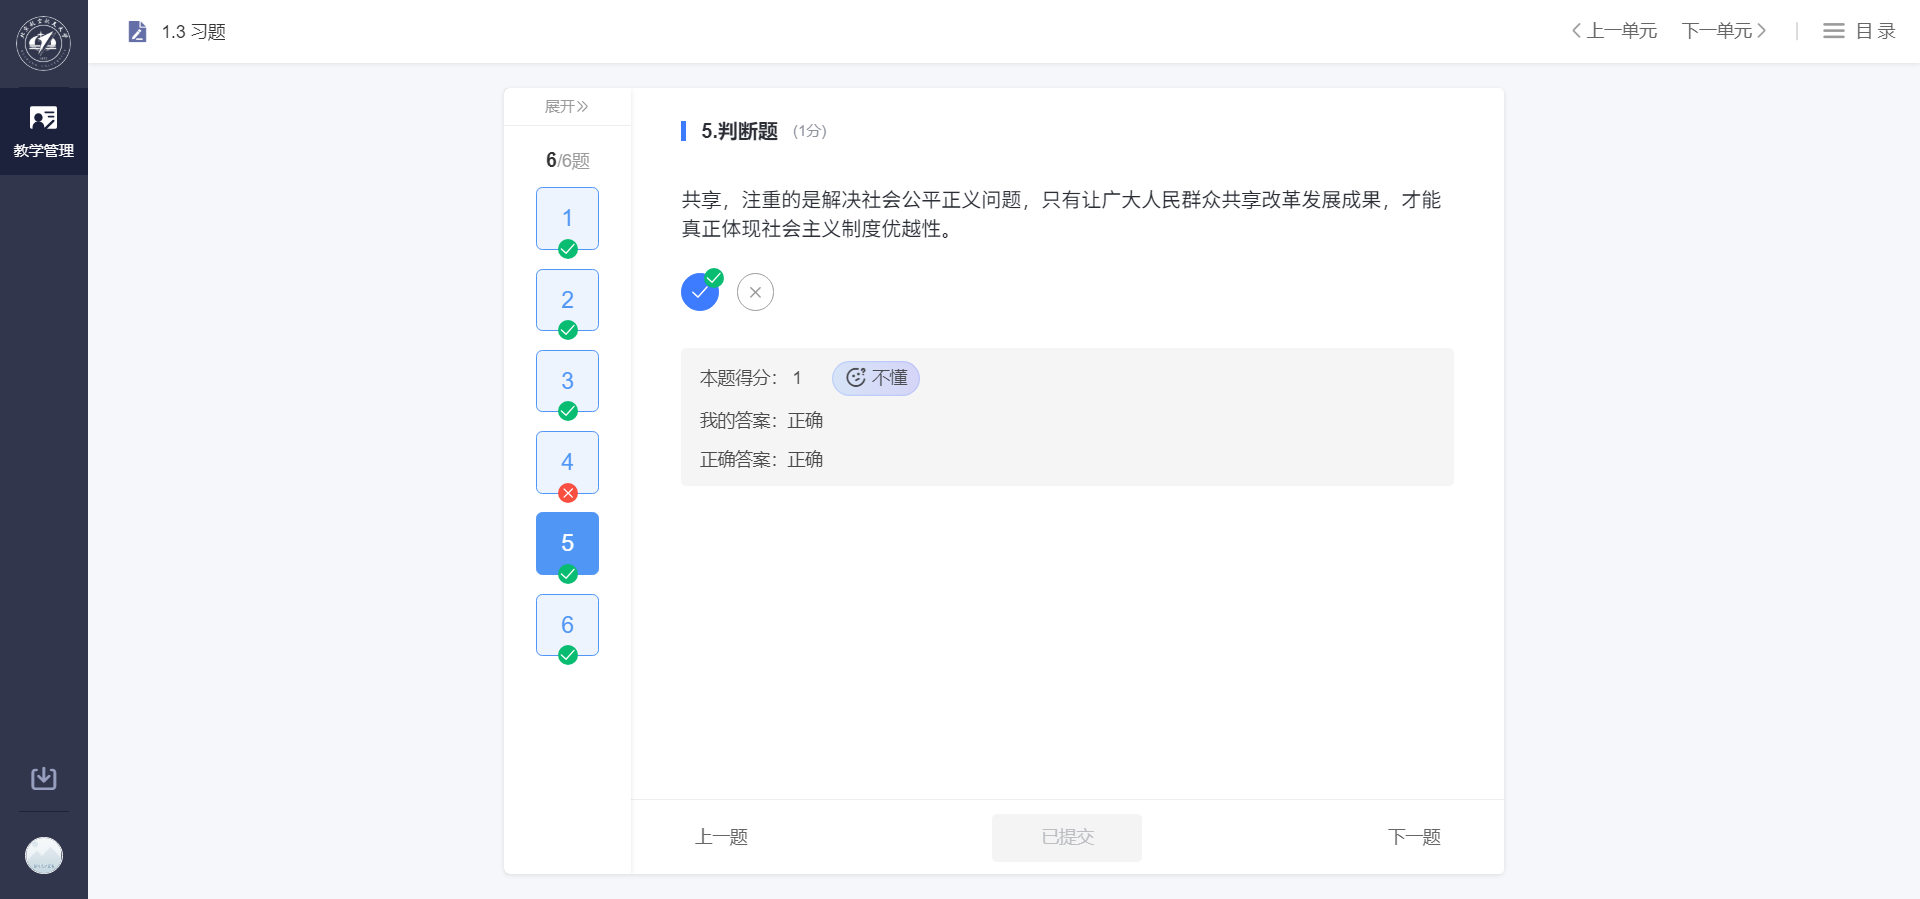 1.3 习题
上一单元
下一单元
目录
教学管理
展开
6/6题
1
2
3
4
5
6
5.判断题 (1分)
共享，注重的是解决社会公平正义问题，只有让广大人民群众共享改革发展成果，才能
真正体现社会主义制度优越性。
本题得分： 1 不懂
我的答案：正确
正确答案：正确
上一题
已提交
下一题